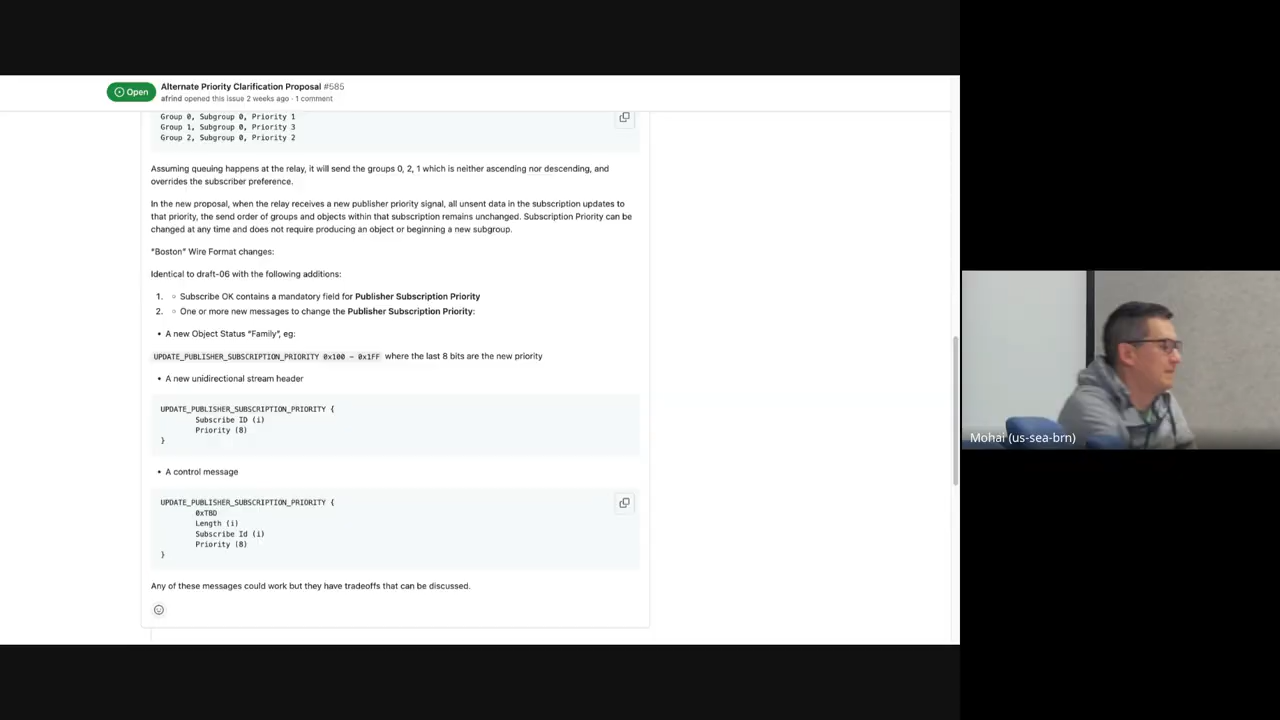 Open
Alternate Priority Clarification Proposal #585
afrind opened this issue 2 weeks ago · 1 comment
Group 0, Subgroup 0, Priority 1
Group 1, Subgroup 0, Priority 3
Group 2, Subgroup 0, Priority 2
Assuming queuing happens at the relay, it will send the groups 0, 2, 1 which is neither ascending nor descending, and
overrides the subscriber preference.
In the new proposal, when the relay receives a new publisher priority signal, all unsent data in the subscription updates to
that priority, the send order of groups and objects within that subscription remains unchanged. Subscription Priority can be
changed at any time and does not require producing an object or beginning a new subgroup.
"Boston" Wire Format changes:
Identical to draft-06 with the following additions:
1. ◦ Subscribe OK contains a mandatory field for Publisher Subscription Priority
2. ◦ One or more new messages to change the Publisher Subscription Priority:
• A new Object Status "Family", eg:
UPDATE_PUBLISHER_SUBSCRIPTION_PRIORITY 0x100 - 0x1FF where the last 8 bits are the new priority
• A new unidirectional stream header
UPDATE_PUBLISHER_SUBSCRIPTION_PRIORITY {
Subscribe ID (i)
Priority (8)
}
• A control message
UPDATE_PUBLISHER_SUBSCRIPTION_PRIORITY {
0xTBD
Length (i)
Subscribe Id (i)
Priority (8)
}
Any of these messages could work but they have tradeoffs that can be discussed.
Mohai (us-sea-brn)